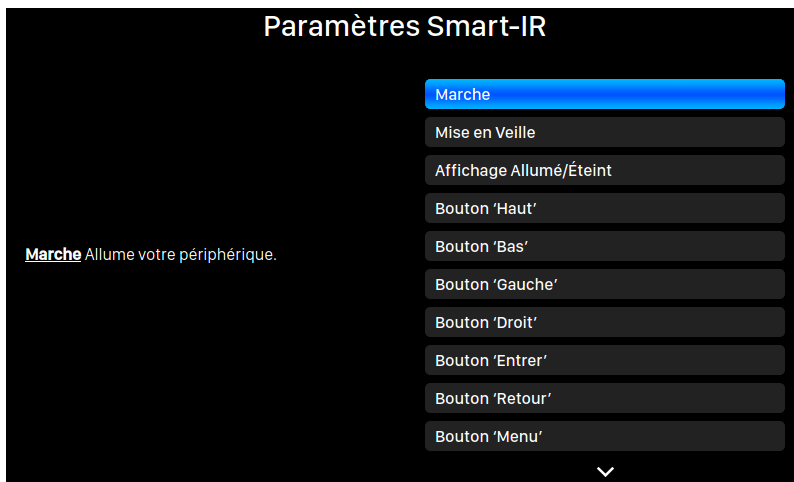 Paramètres Smart-IR
Marche
Mise en Veille
Affichage Allumé/Éteint
Bouton ‘Haut’
Bouton ‘Bas’
Marche Allume votre périphérique.
Bouton ‘Gauche’
Bouton ‘Droit’
Bouton ‘Entrer’
Bouton ‘Retour’
Bouton ‘Menu’